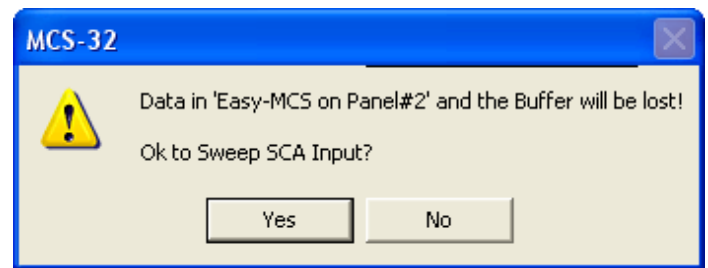 MCS-32
Data in 'Easy-MCS on Panel#2' and the Buffer will be lost!
Ok to Sweep SCA Input?
Yes
No